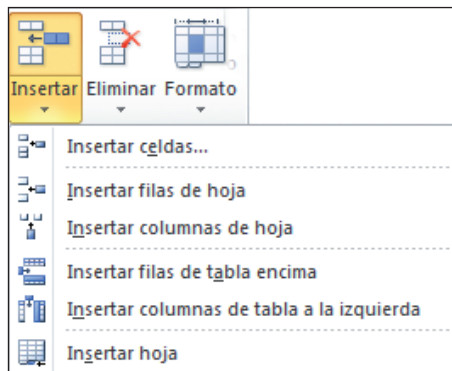 Insertar Eliminar Formato
Insertar celdas...
Insertar filas de hoja
Insertar columnas de hoja
Insertar filas de tabla encima
Insertar columnas de tabla a la izquierda
Insertar hoja